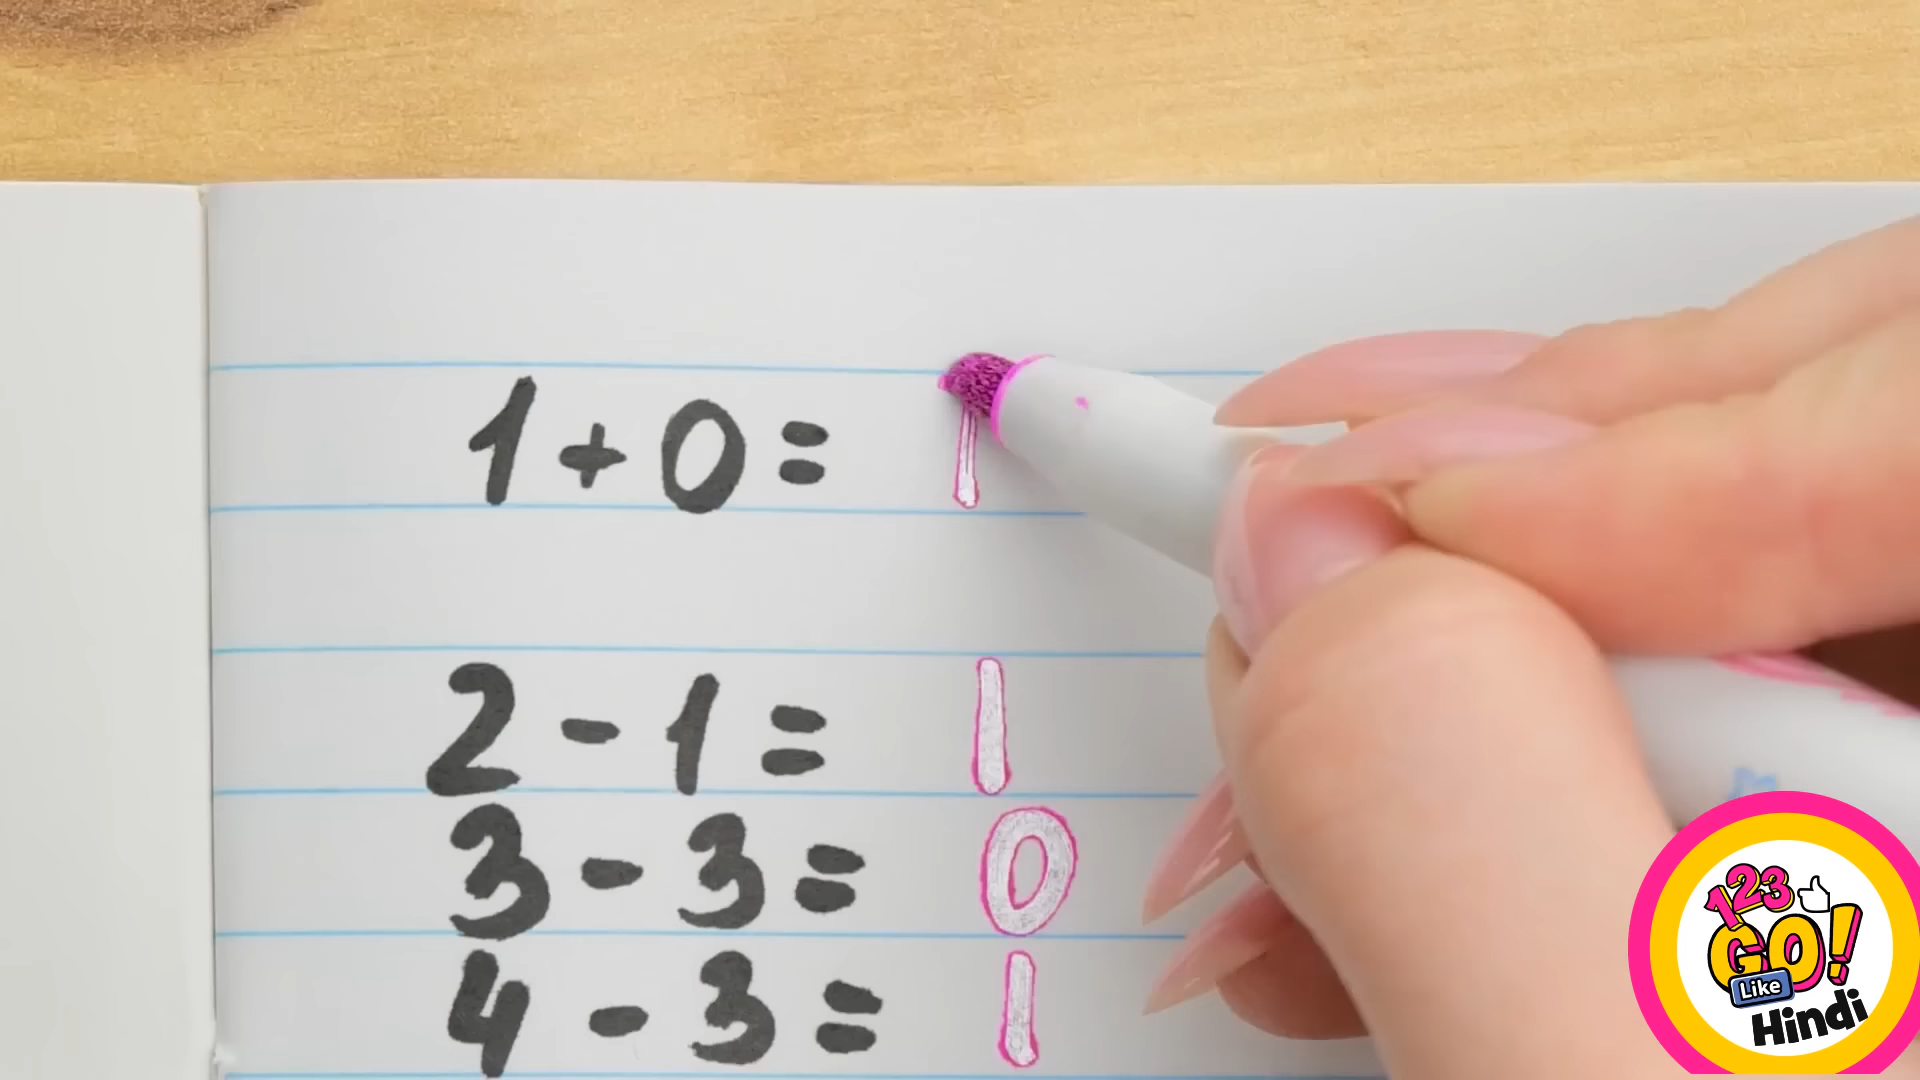 1 + 0 = 1
2 - 1 = 1
3 - 3 = 0
4 - 3 = 1
123
GO!
Like
Hindi